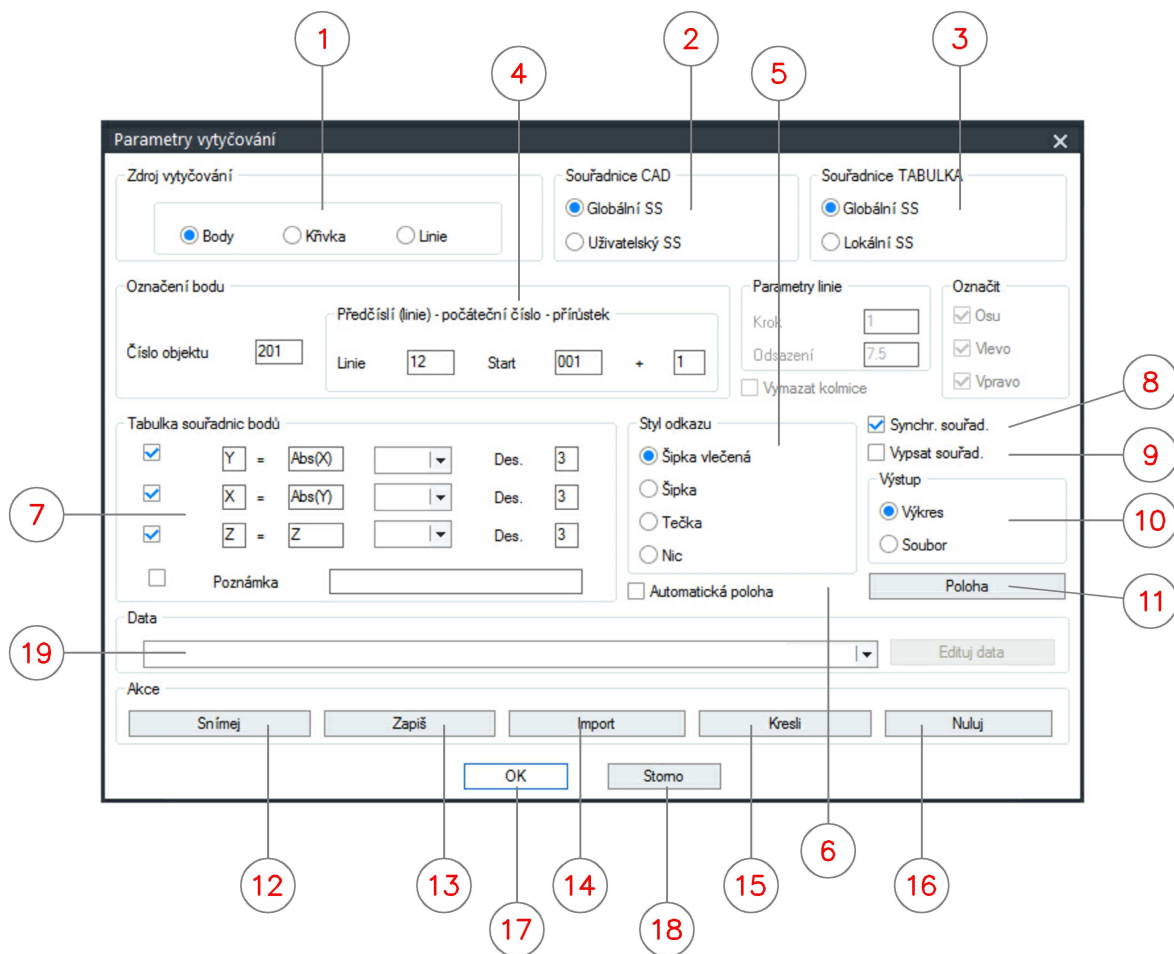 1
2
3
4
5
Parametry vytyčování
Zdroj vytyčování
Body
Křivka
Linie
Souřadnice CAD
Globální SS
Uživatelský SS
Souřadnice TABULKA
Globální SS
Lokální SS
Označení bodu
Číslo objektu
201
Předčíslí (linie) - počáteční číslo - přírůstek
Linie
12
Start
001
+
1
Parametry linie
Krok
1
Odsazení
7.5
Vymazat kolmice
Označit
Osu
Vlevo
Vpravo
8
Tabulka souřadnic bodů
Y = Abs(X) Des. 3
X = Abs(Y) Des. 3
Z = Z Des. 3
Poznámka
7
Styl odkazu
Šipka vlečená
Šipka
Tečka
Nic
Automatická poloha
Synchr. souřad.
Vypsat souřad.
9
Výstup
Výkres
Soubor
10
Poloha
11
Data
19
Edituj data
Akce
Snímej
Zapiš
Import
Kresli
Nuluj
OK
Storno
6
12
13
14
15
16
17
18